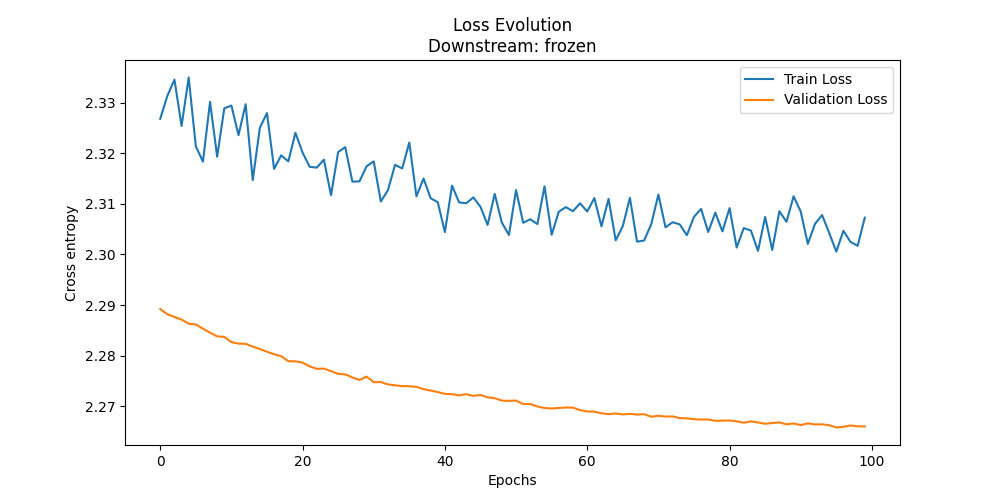 Loss Evolution
Downstream: frozen
Train Loss
Validation Loss
Cross entropy
2.33
2.32
2.31
2.30
2.29
2.28
2.27
0
20
40
60
80
100
Epochs